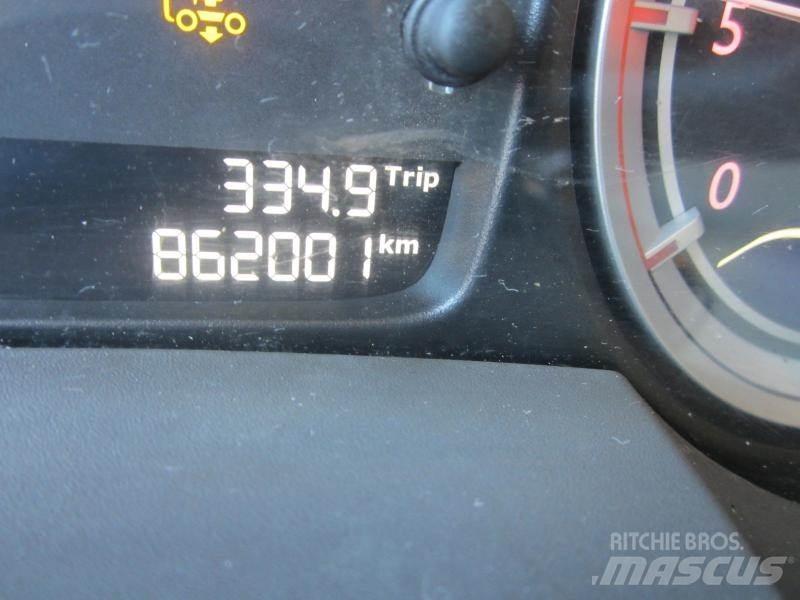 5
334.9 Trip
0
862001 km
RITCHIE BROS.
MASCUS